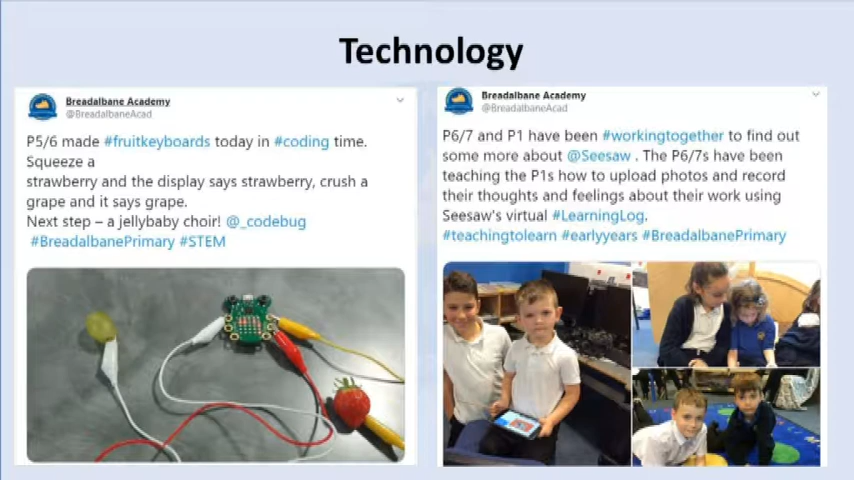 Technology
Breadalbane Academy
@BreadalbaneAcad
P5/6 made #fruitkeyboards today in #coding time.
Squeeze a
strawberry and the display says strawberry, crush a
grape and it says grape.
Next step – a jellybaby choir! @_codebug
#BreadalbanePrimary #STEM
Breadalbane Academy
@BreadalbaneAcad
P6/7 and P1 have been #workingtogether to find out
some more about @Seesaw . The P6/7s have been
teaching the P1s how to upload photos and record
their thoughts and feelings about their work using
Seesaw's virtual #LearningLog.
#teachingtolearn #earlyyears #BreadalbanePrimary